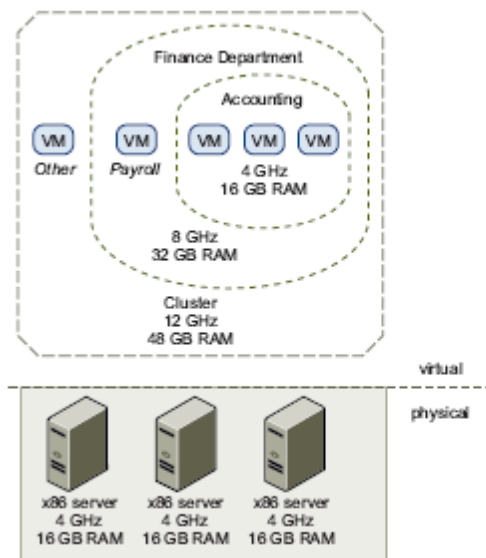 Finance Department
Accounting
VM
VM
VM
VM
VM
Other
Payroll
4 GHz
16 GB RAM
8 GHz
32 GB RAM
Cluster
12 GHz
48 GB RAM
virtual
physical
x86 server
x86 server
x86 server
4 GHz
4 GHz
4 GHz
16 GB RAM
16 GB RAM
16 GB RAM